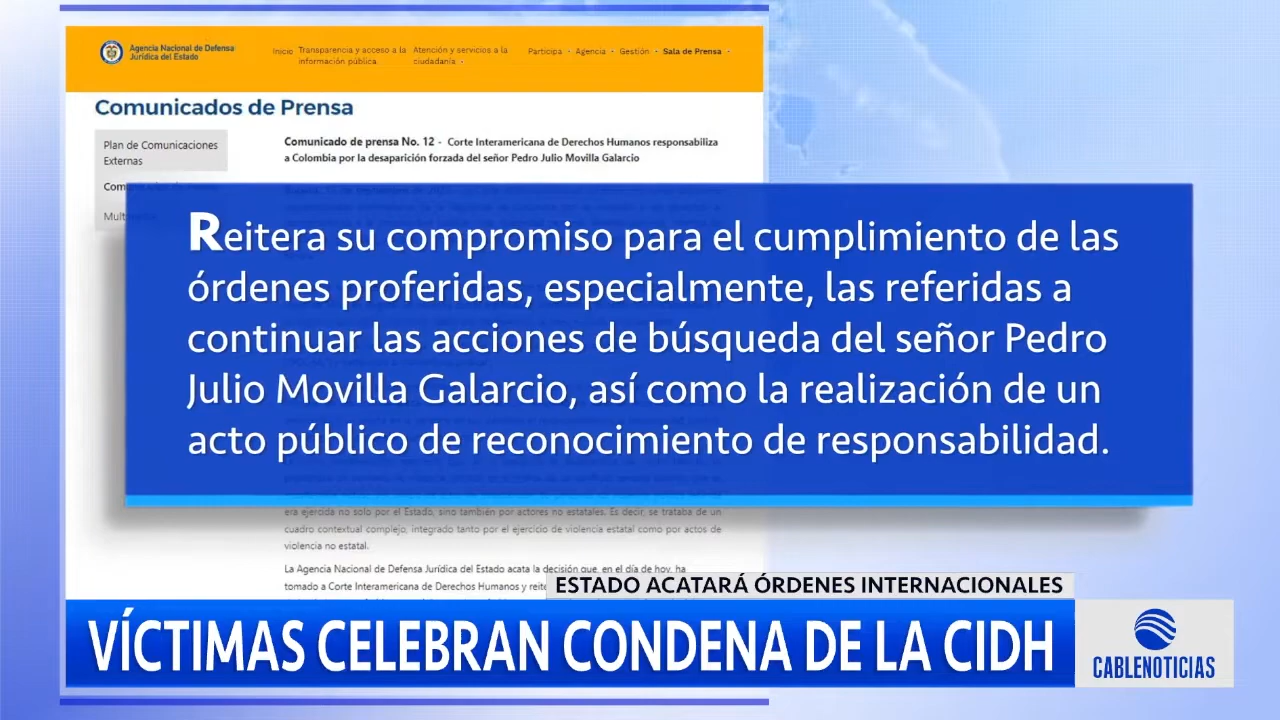 Agencia Nacional de Defensa
Jurídica del Estado
Inicio
Transparencia y acceso a la
información pública
Atención y servicios a la
ciudadanía
Participa
Agencia
Gestión
Sala de Prensa
Comunicados de Prensa
Plan de Comunicaciones
Externas
Multimedia
Comunicado de prensa No. 12 - Corte Interamericana de Derechos Humanos responsabiliza
a Colombia por la desaparición forzada del señor Pedro Julio Movilla Galarcio
Reitera su compromiso para el cumplimiento de las
órdenes proferidas, especialmente, las referidas a
continuar las acciones de búsqueda del señor Pedro
Julio Movilla Galarcio, así como la realización de un
acto público de reconocimiento de responsabilidad.
era ejercida no solo por el Estado, sino también por actores no estatales. Es decir, se trataba de un
cuadro contextual complejo, integrado tanto por el ejercicio de violencia estatal como por actos de
violencia no estatal.
La Agencia Nacional de Defensa Jurídica del Estado acata la decisión que, en el día de hoy, ha
tomado a Corte Interamericana de Derechos Humanos y
ESTADO ACATARÁ ÓRDENES INTERNACIONALES
VÍCTIMAS CELEBRAN CONDENA DE LA CIDH
CABLENOTICIAS